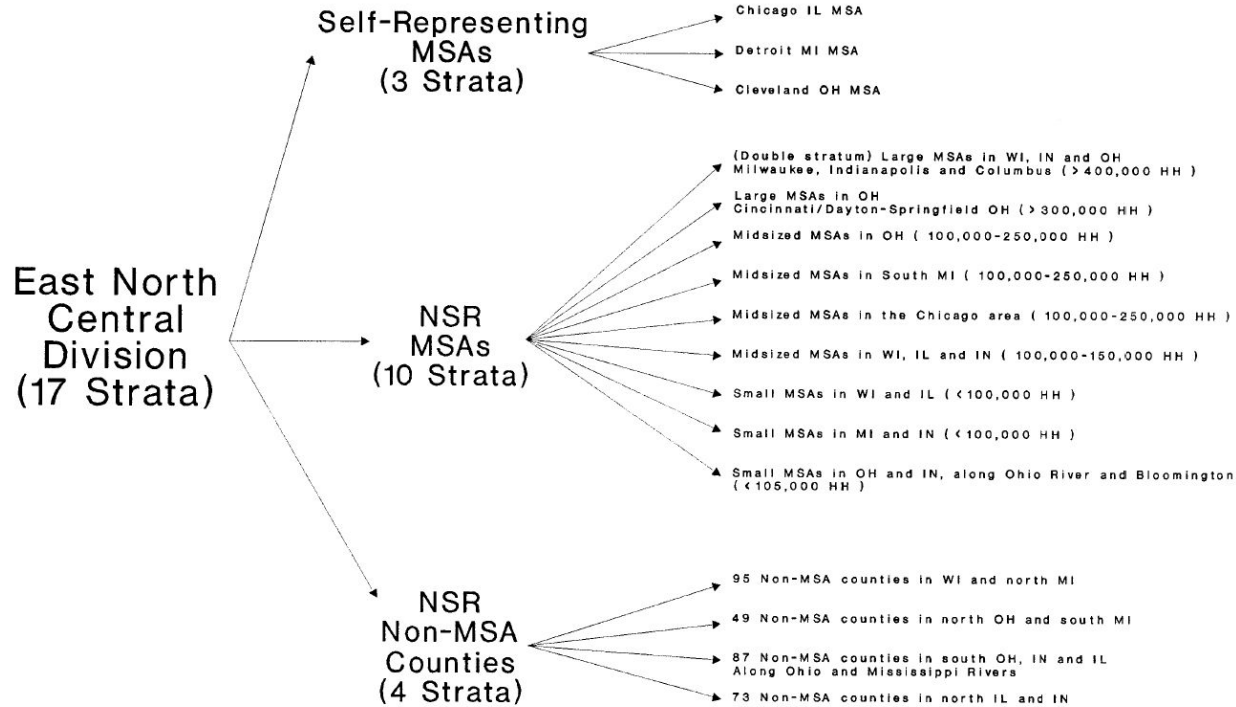 East North
Central
Division
(17 Strata)
Self-Representing
MSAs
(3 Strata)
Chicago IL MSA
Detroit MI MSA
Cleveland OH MSA
NSR
MSAs
(10 Strata)
(Double stratum) Large MSAs in WI, IN and OH
Milwaukee, Indianapolis and Columbus (>400,000 HH )
Large MSAs in OH
Cincinnati/Dayton-Springfield OH (>300,000 HH )
Midsized MSAs in OH ( 100,000-250,000 HH )
Midsized MSAs in South MI ( 100,000-250,000 HH )
Midsized MSAs in the Chicago area ( 100,000-250,000 HH )
Midsized MSAs in WI, IL and IN ( 100,000-150,000 HH )
Small MSAs in WI and IL (<100,000 HH )
Small MSAs in MI and IN (<100,000 HH )
Small MSAs in OH and IN, along Ohio River and Bloomington
(<105,000 HH )
NSR
Non-MSA
Counties
(4 Strata)
95 Non-MSA counties in WI and north MI
49 Non-MSA counties in north OH and south MI
87 Non-MSA counties in south OH, IN and IL
Along Ohio and Mississippi Rivers
73 Non-MSA counties in north IL and IN